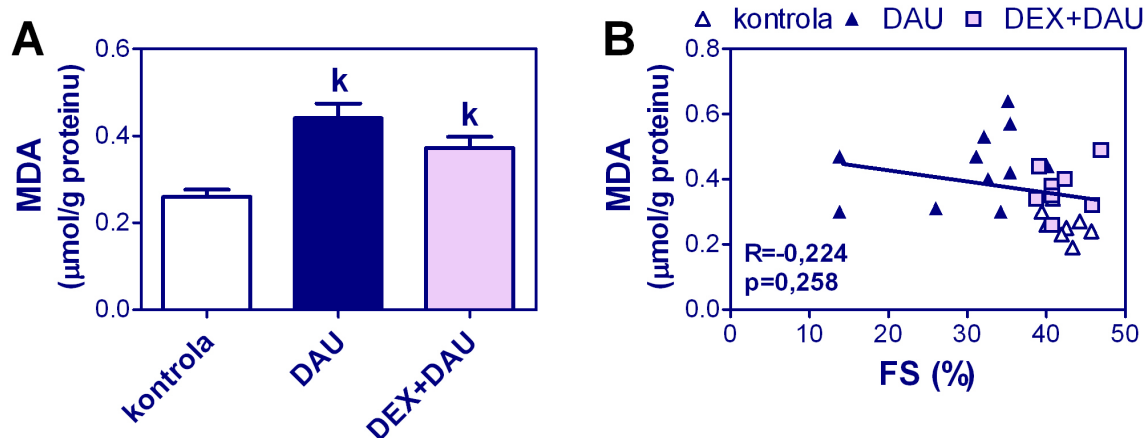 A
MDA
(µmol/g proteinu)
0.6
0.4
0.2
0.0
k
k
kontrola
DAU
DEX+DAU
B
kontrola DAU DEX+DAU
MDA
(µmol/g proteinu)
0.8
0.6
0.4
0.2
0.0
R=-0,224
p=0,258
0 10 20 30 40 50
FS (%)